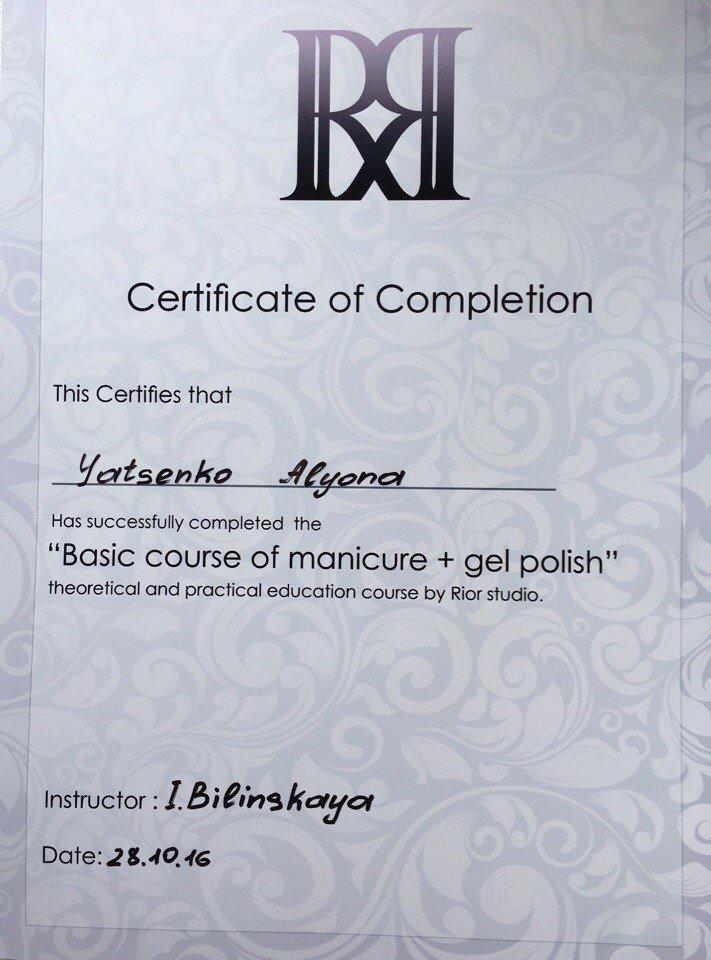 Certificate of Completion
This Certifies that
Yatsenko Alyona
Has successfully completed the
“Basic course of manicure + gel polish”
theoretical and practical education course by Rior studio.
Instructor : I.Bilinskaya
Date: 28.10.16